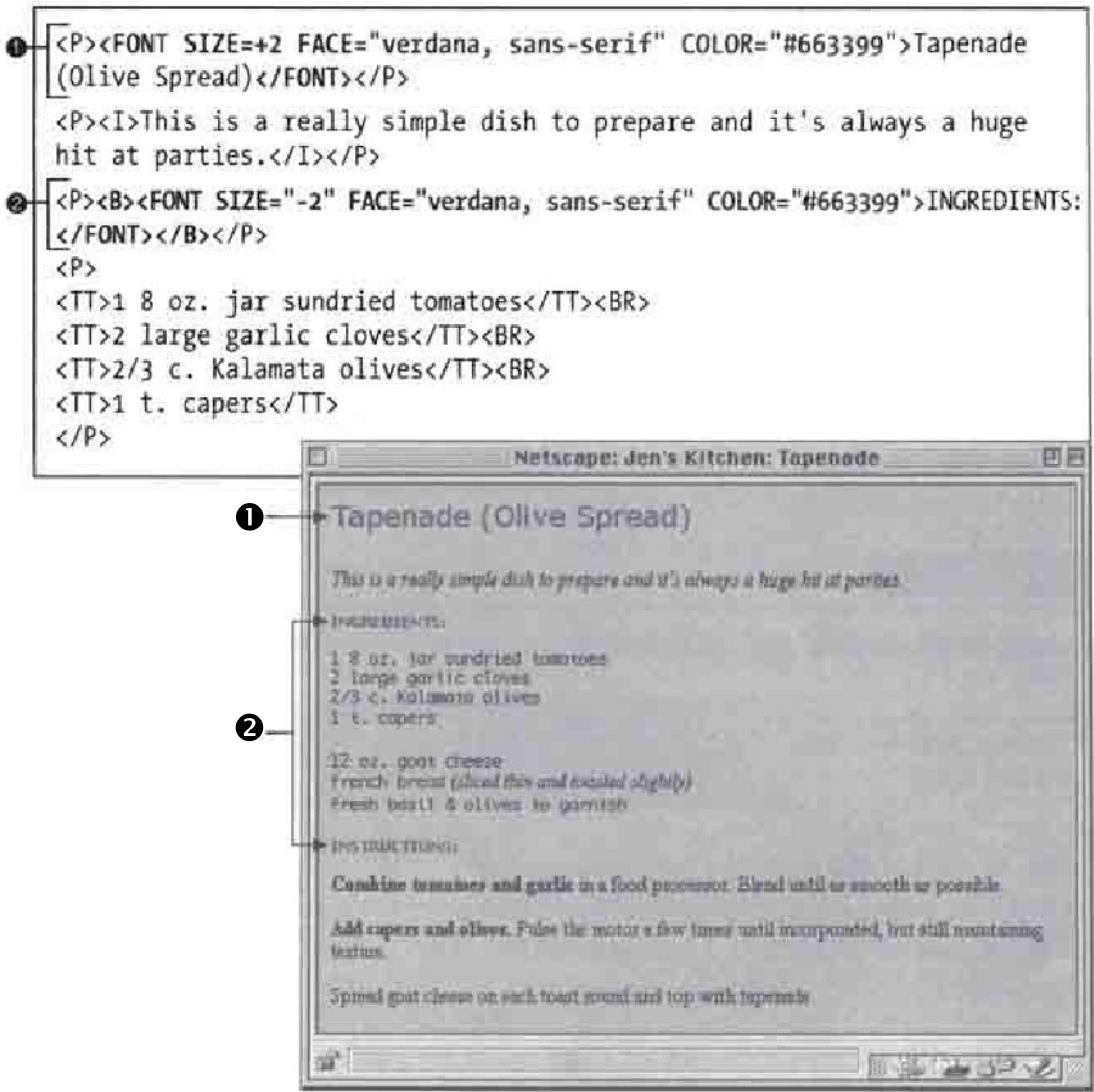 ❶ <P><FONT SIZE=+2 FACE="verdana, sans-serif" COLOR="#663399">Tapenade
(Olive Spread)</FONT></P>
<P><I>This is a really simple dish to prepare and it's always a huge
hit at parties.</I></P>
❷ <P><B><FONT SIZE="-2" FACE="verdana, sans-serif" COLOR="#663399">INGREDIENTS:
</FONT></B></P>
<P>
<TT>1 8 oz. jar sundried tomatoes</TT><BR>
<TT>2 large garlic cloves</TT><BR>
<TT>2/3 c. Kalamata olives</TT><BR>
<TT>1 t. capers</TT>
</P>
Netscape: Jen's Kitchen: Tapenade
❶ Tapenade (Olive Spread)
This is a really simple dish to prepare and it's always a huge hit at parites.
INGREDIENTS:
1 8 oz. jar sundried tomatoes
2 large garlic cloves
2/3 c. Kalamata olives
1 t. capers
❷
12 oz. goat cheese
French bread (sliced thin and toasted slightly)
Fresh basil & olives to garnish
INSTRUCTIONS:
Combine tomatoes and garlic in a food processor. Blend until as smooth as possible.
Add capers and olives. Pulse the motor a few times until incorporated, but still maintaining
texture.
Spread goat cheese on each toast round and top with tapenade